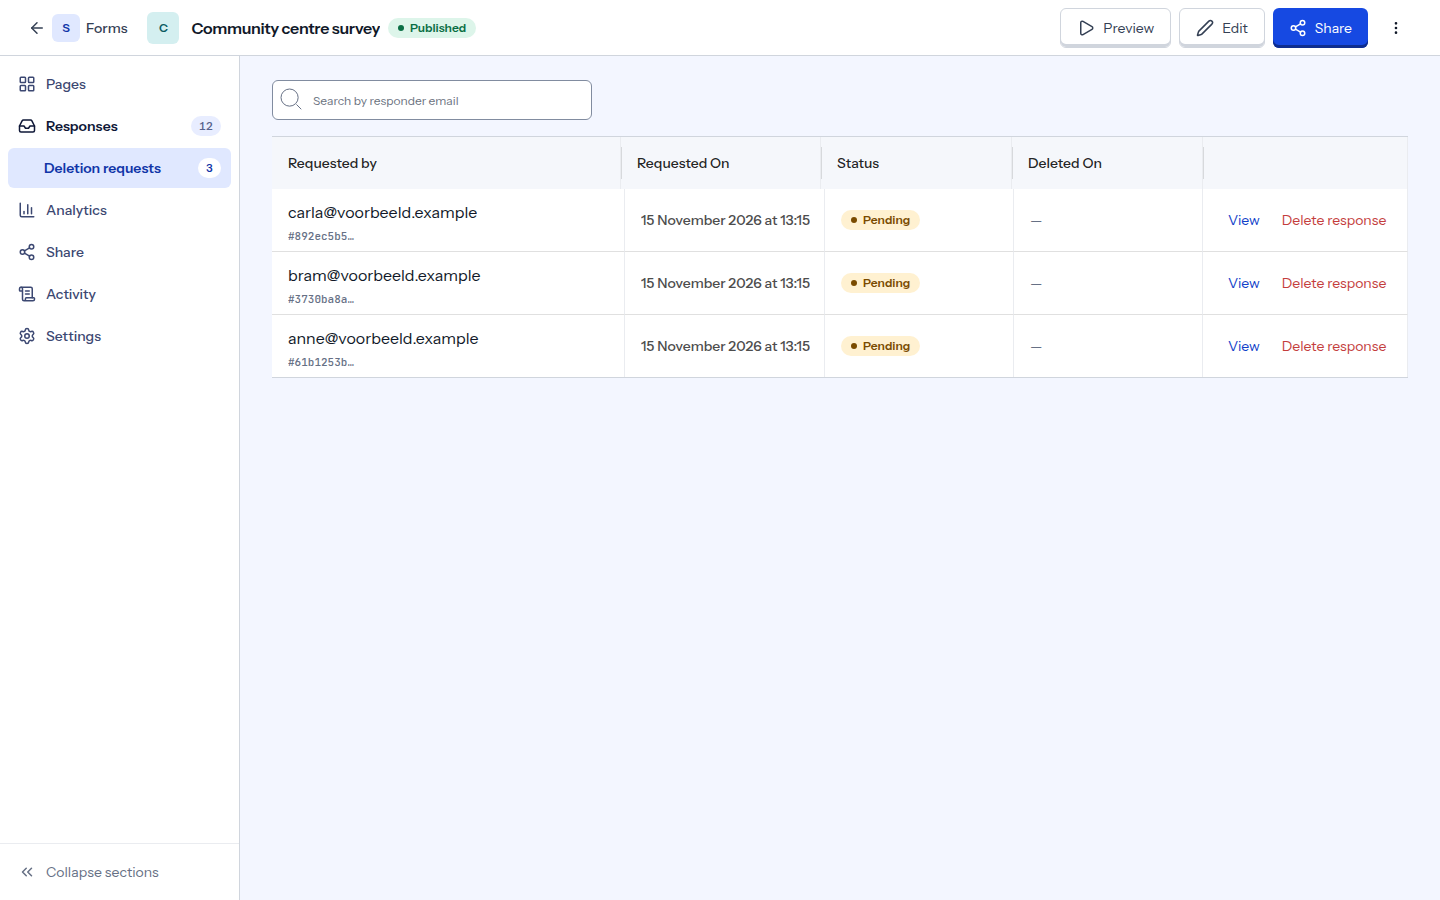 S Forms C Community centre survey Published Preview Edit Share
Pages
Responses 12
Deletion requests 3
Analytics
Share
Activity
Settings
Collapse sections
Search by responder email
Requested by Requested On Status Deleted On
carla@voorbeeld.example 15 November 2026 at 13:15 Pending — View Delete response
#892ec5b5…
bram@voorbeeld.example 15 November 2026 at 13:15 Pending — View Delete response
#3730ba8a…
anne@voorbeeld.example 15 November 2026 at 13:15 Pending — View Delete response
#61b1253b…